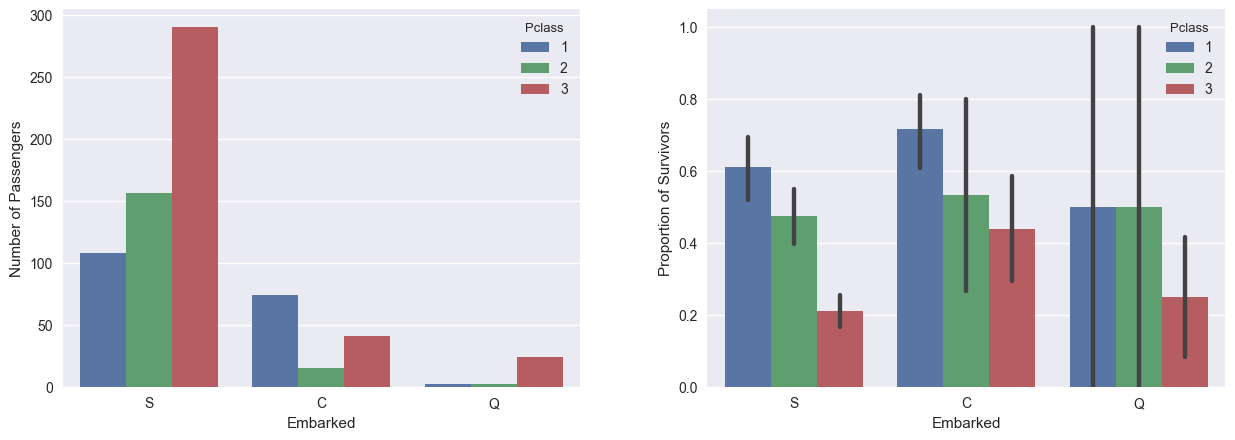 300
250
200
150
100
50
0
Number of Passengers
S
C
Q
Embarked
Pclass
1
2
3
1.0
0.8
0.6
0.4
0.2
0.0
Proportion of Survivors
S
C
Q
Embarked
Pclass
1
2
3